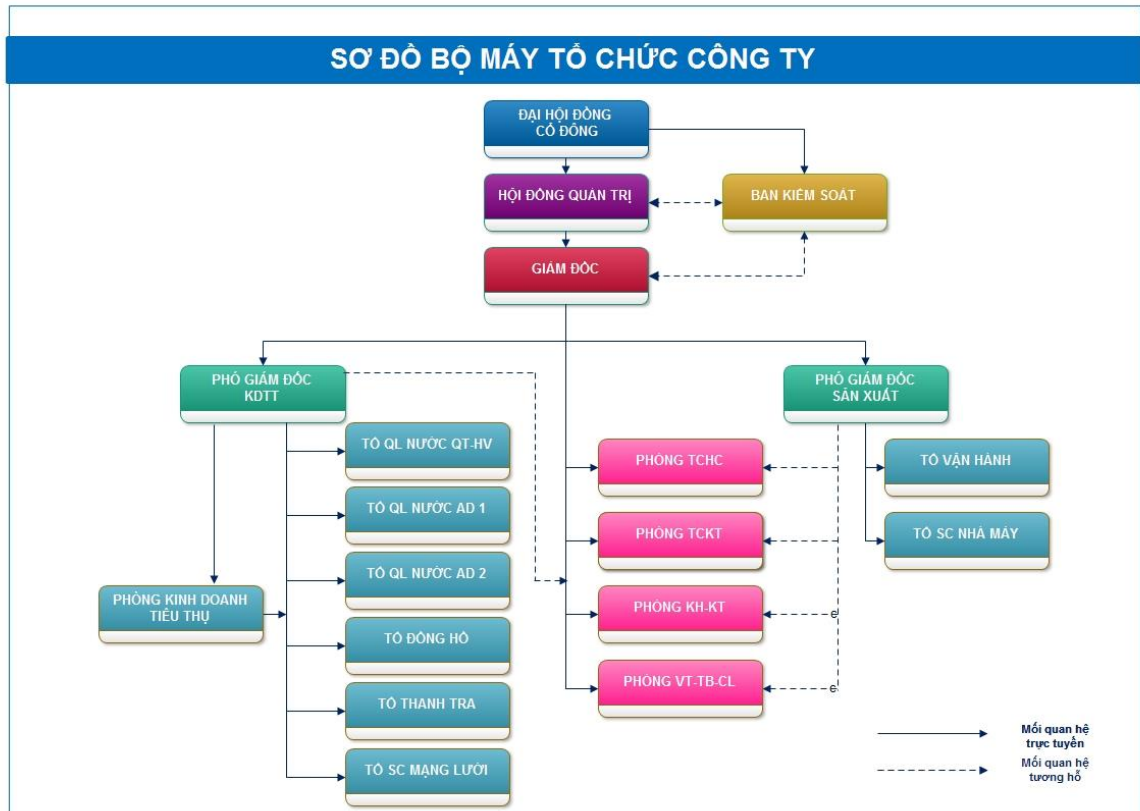 SƠ ĐỒ BỘ MÁY TỔ CHỨC CÔNG TY
ĐẠI HỘI ĐỒNG
CỔ ĐÔNG
HỘI ĐỒNG QUẢN TRỊ
BAN KIỂM SOÁT
GIÁM ĐỐC
PHÓ GIÁM ĐỐC
KDTT
PHÓ GIÁM ĐỐC
SẢN XUẤT
TỔ QL NƯỚC QT-HV
TỔ QL NƯỚC AD 1
TỔ QL NƯỚC AD 2
PHÒNG KINH DOANH
TIÊU THỤ
TỔ ĐỒNG HỒ
TỔ THANH TRA
TỔ SC MẠNG LƯỚI
PHÒNG TCHC
PHÒNG TCKT
PHÒNG KH-KT
c
PHÒNG VT-TB-CL
c
TỔ VẬN HÀNH
TỔ SC NHÀ MÁY
Mối quan hệ
trực tuyến
Mối quan hệ
tương hỗ